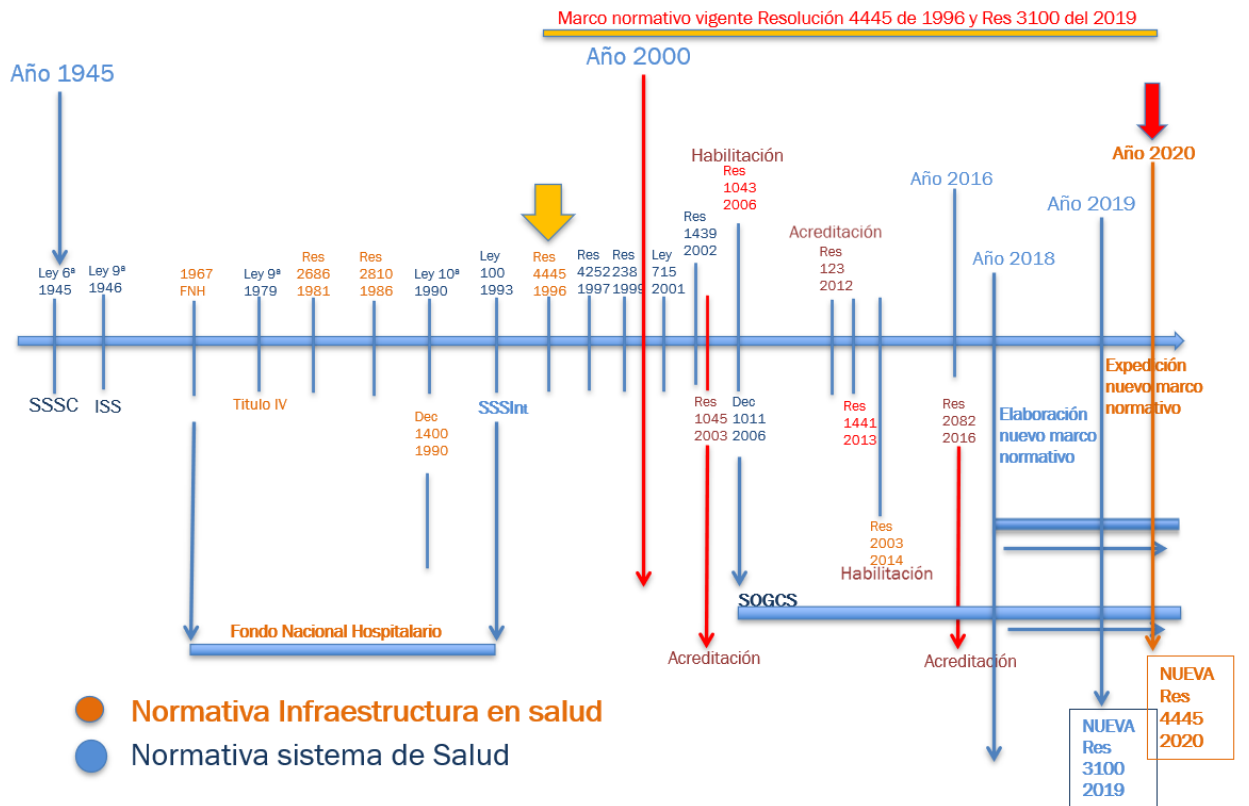 Marco normativo vigente Resolución 4445 de 1996 y Res 3100 del 2019
Año 1945
Año 2000
Año 2020
Año 2016
Año 2019
Año 2018
Ley 6ª
1945
Ley 9ª
1946
1967
FNH
Ley 9ª
1979
Res
2686
1981
Res
2810
1986
Ley 10ª
1990
Ley
100
1993
Res
4445
1996
Res
4252
1997
Res
238
1999
Ley
715
2001
Res
1439
2002
Habilitación
Res
1043
2006
Acreditación
Res
123
2012
SSSC
ISS
Titulo IV
Dec
1400
1990
SSSInt
Res
1045
2003
Dec
1011
2006
Res
1441
2013
Res
2003
2014
Habilitación
Res
2082
2016
Elaboración
nuevo marco
normativo
Expedición
nuevo marco
normativo
Fondo Nacional Hospitalario
SOGCS
Acreditación
Acreditación
NUEVA
Res
3100
2019
NUEVA
Res
4445
2020
Normativa Infraestructura en salud
Normativa sistema de Salud